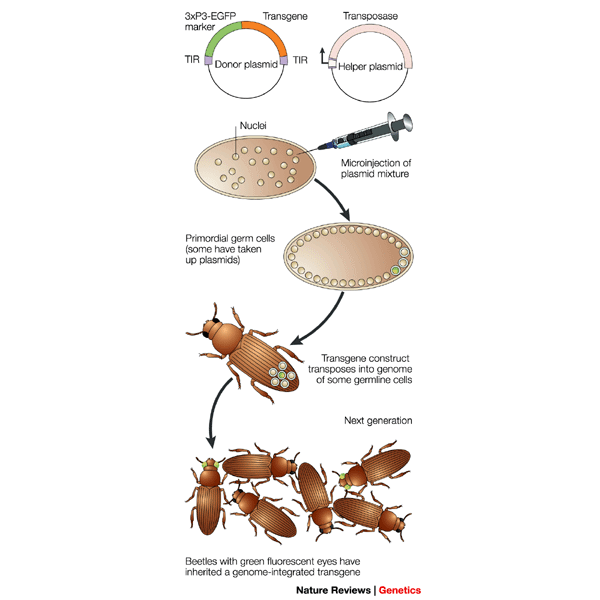 3xP3-EGFP
marker
Transgene
TIR
Donor plasmid
TIR
Transposase
Helper plasmid
Nuclei
Microinjection of
plasmid mixture
Primordial germ cells
(some have taken
up plasmids)
Transgene construct
transposes into genome
of some germline cells
Next generation
Beetles with green fluorescent eyes have
inherited a genome-integrated transgene
Nature Reviews | Genetics